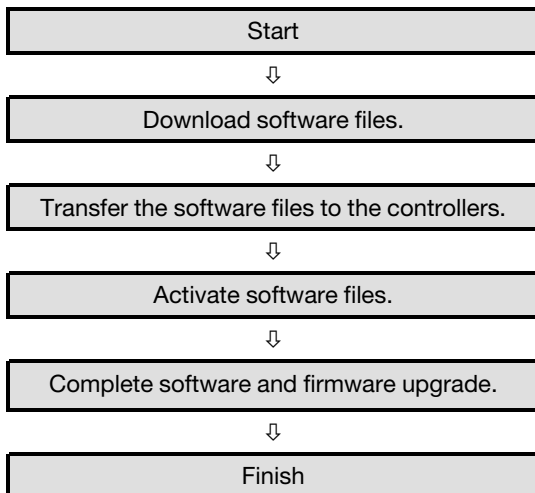 Start
⇩
Download software files.
⇩
Transfer the software files to the controllers.
⇩
Activate software files.
⇩
Complete software and firmware upgrade.
⇩
Finish